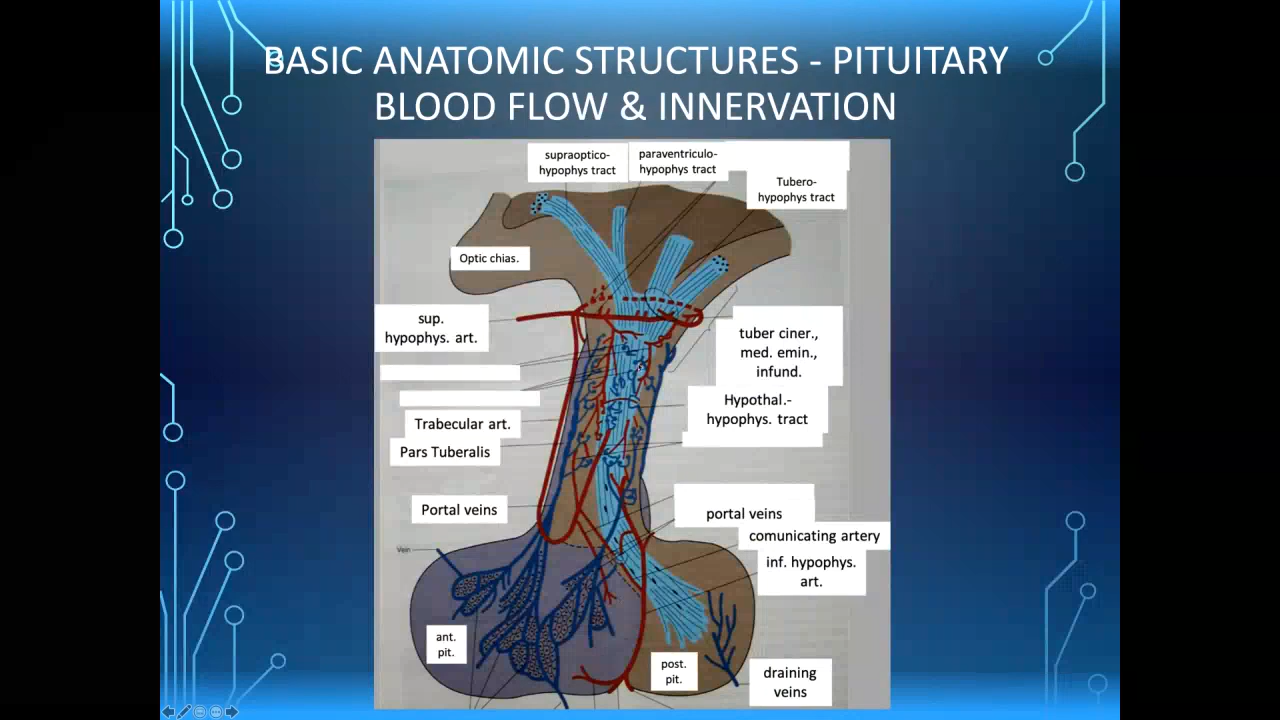 BASIC ANATOMIC STRUCTURES - PITUITARY
BLOOD FLOW & INNERVATION
supraoptico-
hypophys tract
paraventriculo-
hypophys tract
Tubero-
hypophys tract
Optic chias.
sup.
hypophys. art.
tuber ciner.,
med. emin.,
infund.
Hypothal.-
hypophys. tract
Trabecular art.
Pars Tuberalis
Portal veins
portal veins
comunicating artery
Vein
inf. hypophys.
art.
ant.
pit.
post.
pit.
draining
veins